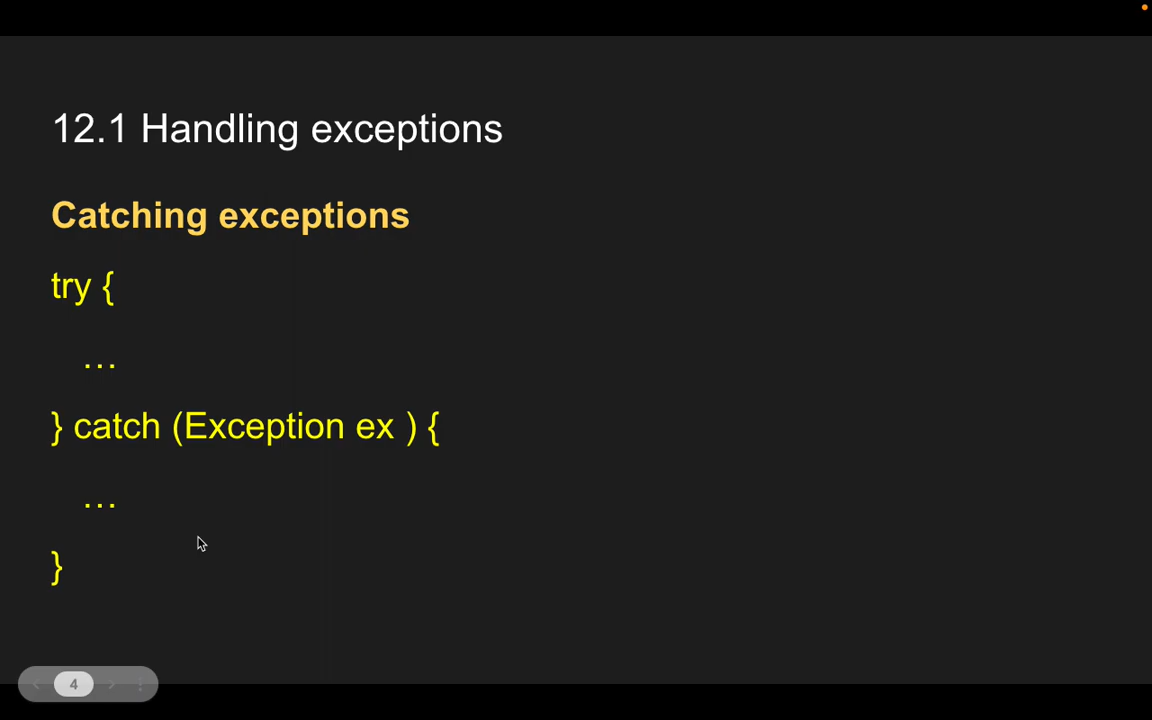 12.1 Handling exceptions
Catching exceptions
try {
…
} catch (Exception ex ) {
…
}
4